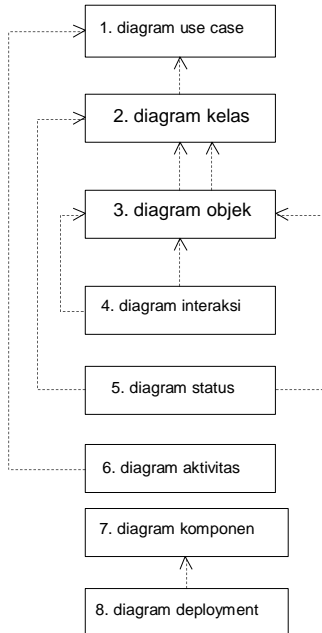 1. diagram use case
2. diagram kelas
3. diagram objek
4. diagram interaksi
5. diagram status
6. diagram aktivitas
7. diagram komponen
8. diagram deployment